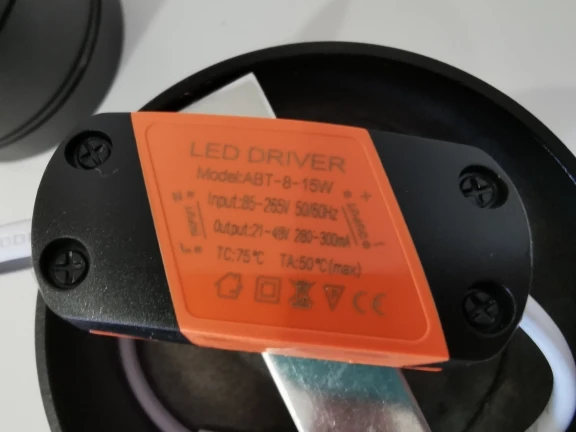 LED DRIVER
Model:ABT-8-15W
Input:85-265V 50/60Hz
Output:21-48V 280-300mA
TC:75℃ TA:50℃(max)
CE
N
L
+
-